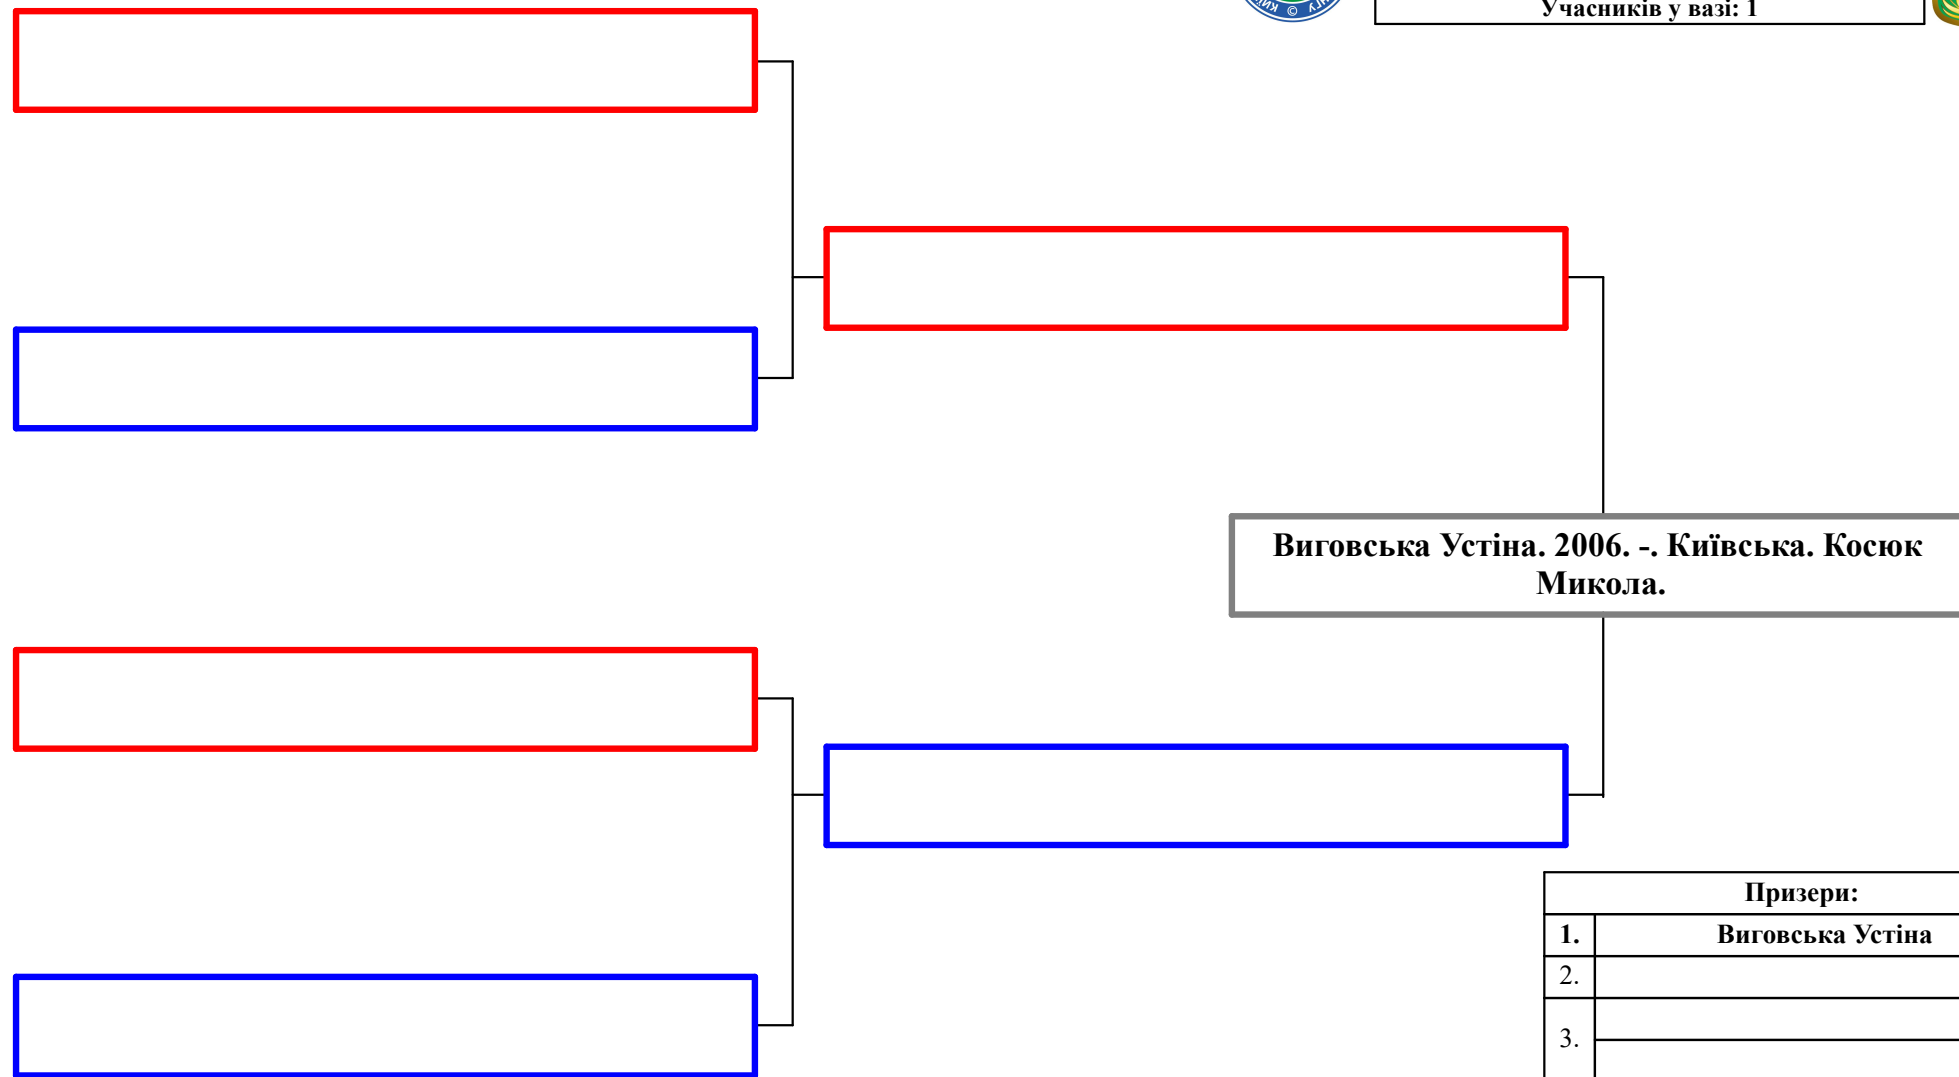 Учасників у вазі: 1
Виговська Устіна. 2006. -. Київська. Косюк
Микола.
Призери:
1. Виговська Устіна
2.
3.